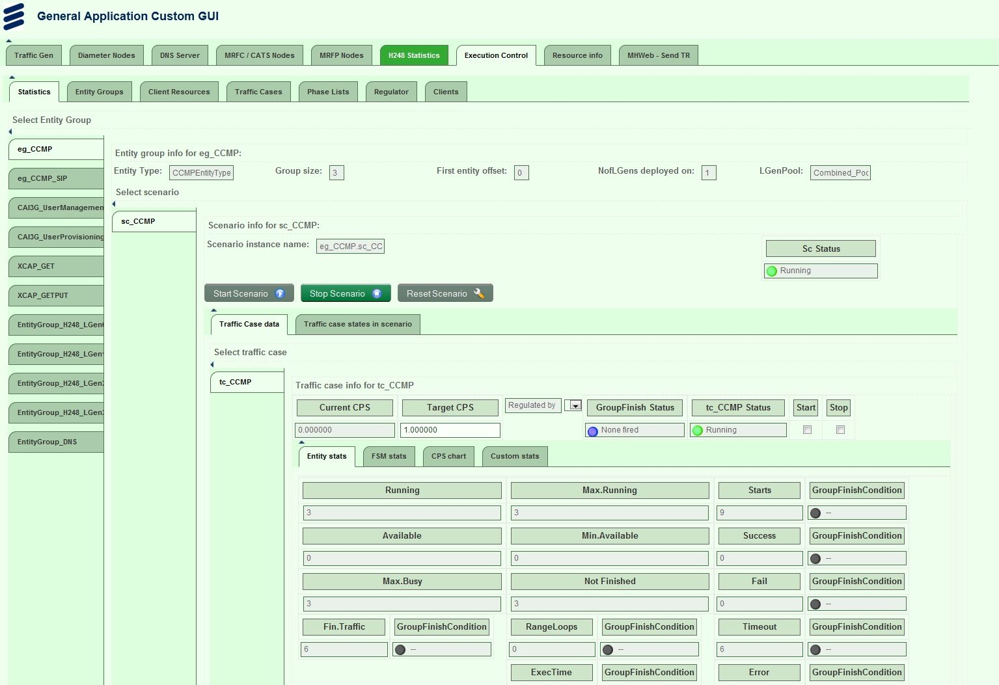 General Application Custom GUI
Traffic Gen Diameter Nodes DNS Server MRFC / CATS Nodes MRFP Nodes H248 Statistics Execution Control Resource info MHWeb - Send TR
Statistics Entity Groups Client Resources Traffic Cases Phase Lists Regulator Clients
Select Entity Group
eg_CCMP
eg_CCMP_SIP
CAI3G_UserManagemen
CAI3G_UserProvisioning
XCAP_GET
XCAP_GETPUT
EntityGroup_H248_LGen
EntityGroup_H248_LGen
EntityGroup_H248_LGen
EntityGroup_H248_LGen
EntityGroup_DNS
Entity group info for eg_CCMP:
Entity Type: CCMPEntityType Group size: 3 First entity offset: 0 NofLGens deployed on: 1 LGenPool: Combined_Poo
Select scenario
sc_CCMP
Scenario info for sc_CCMP:
Scenario instance name: eg_CCMP.sc_CC
Sc Status
Running
Start Scenario Stop Scenario Reset Scenario
Traffic Case data Traffic case states in scenario
Select traffic case
tc_CCMP
Traffic case info for tc_CCMP
Current CPS Target CPS Regulated by GroupFinish Status tc_CCMP Status Start Stop
0.000000 1.000000 None fired Running
Entity stats FSM stats CPS chart Custom stats
Running Max.Running Starts GroupFinishCondition
3 3 9 --
Available Min.Available Success GroupFinishCondition
0 0 0 --
Max.Busy Not Finished Fail GroupFinishCondition
3 3 0 --
Fin.Traffic GroupFinishCondition RangeLoops GroupFinishCondition Timeout GroupFinishCondition
6 -- 0 -- 6 --
ExecTime GroupFinishCondition Error GroupFinishCondition